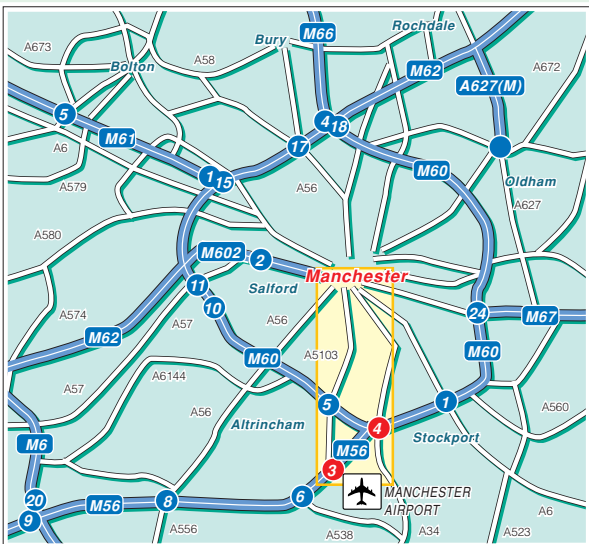 M66
Rochdale
Bury
A673
A58
Bolton
M62
A672
A627(M)
5
M61
4
18
17
A6
1
15
A56
M60
A579
Oldham
A627
A580
M602
2
Manchester
Salford
11
10
A56
A574
A57
24
M67
M62
M60
M60
A5103
A6144
A57
A56
5
1
A560
Altrincham
4
Stockport
M6
M56
3
20
M56
8
6
MANCHESTER
AIRPORT
9
A556
A538
A34
A523
A6